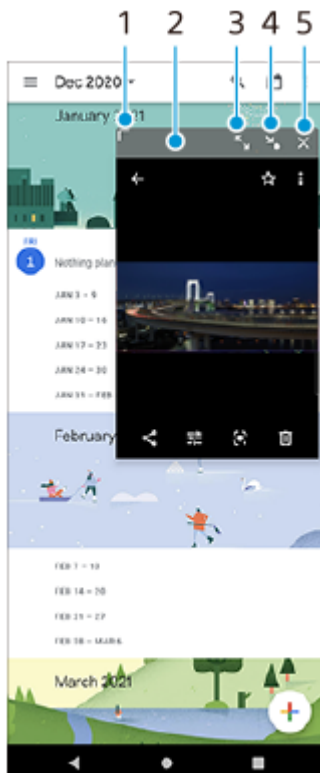 1 2 3 4 5
Dec 2020
January 2021
FRI
1
Nothing plan
JAN 3 – 9
JAN 10 – 16
JAN 17 – 23
JAN 24 – 30
JAN 31 – FEB
February
FEB 7 – 13
FEB 14 – 20
FEB 21 – 27
FEB 28 – MAR 6
March 2021